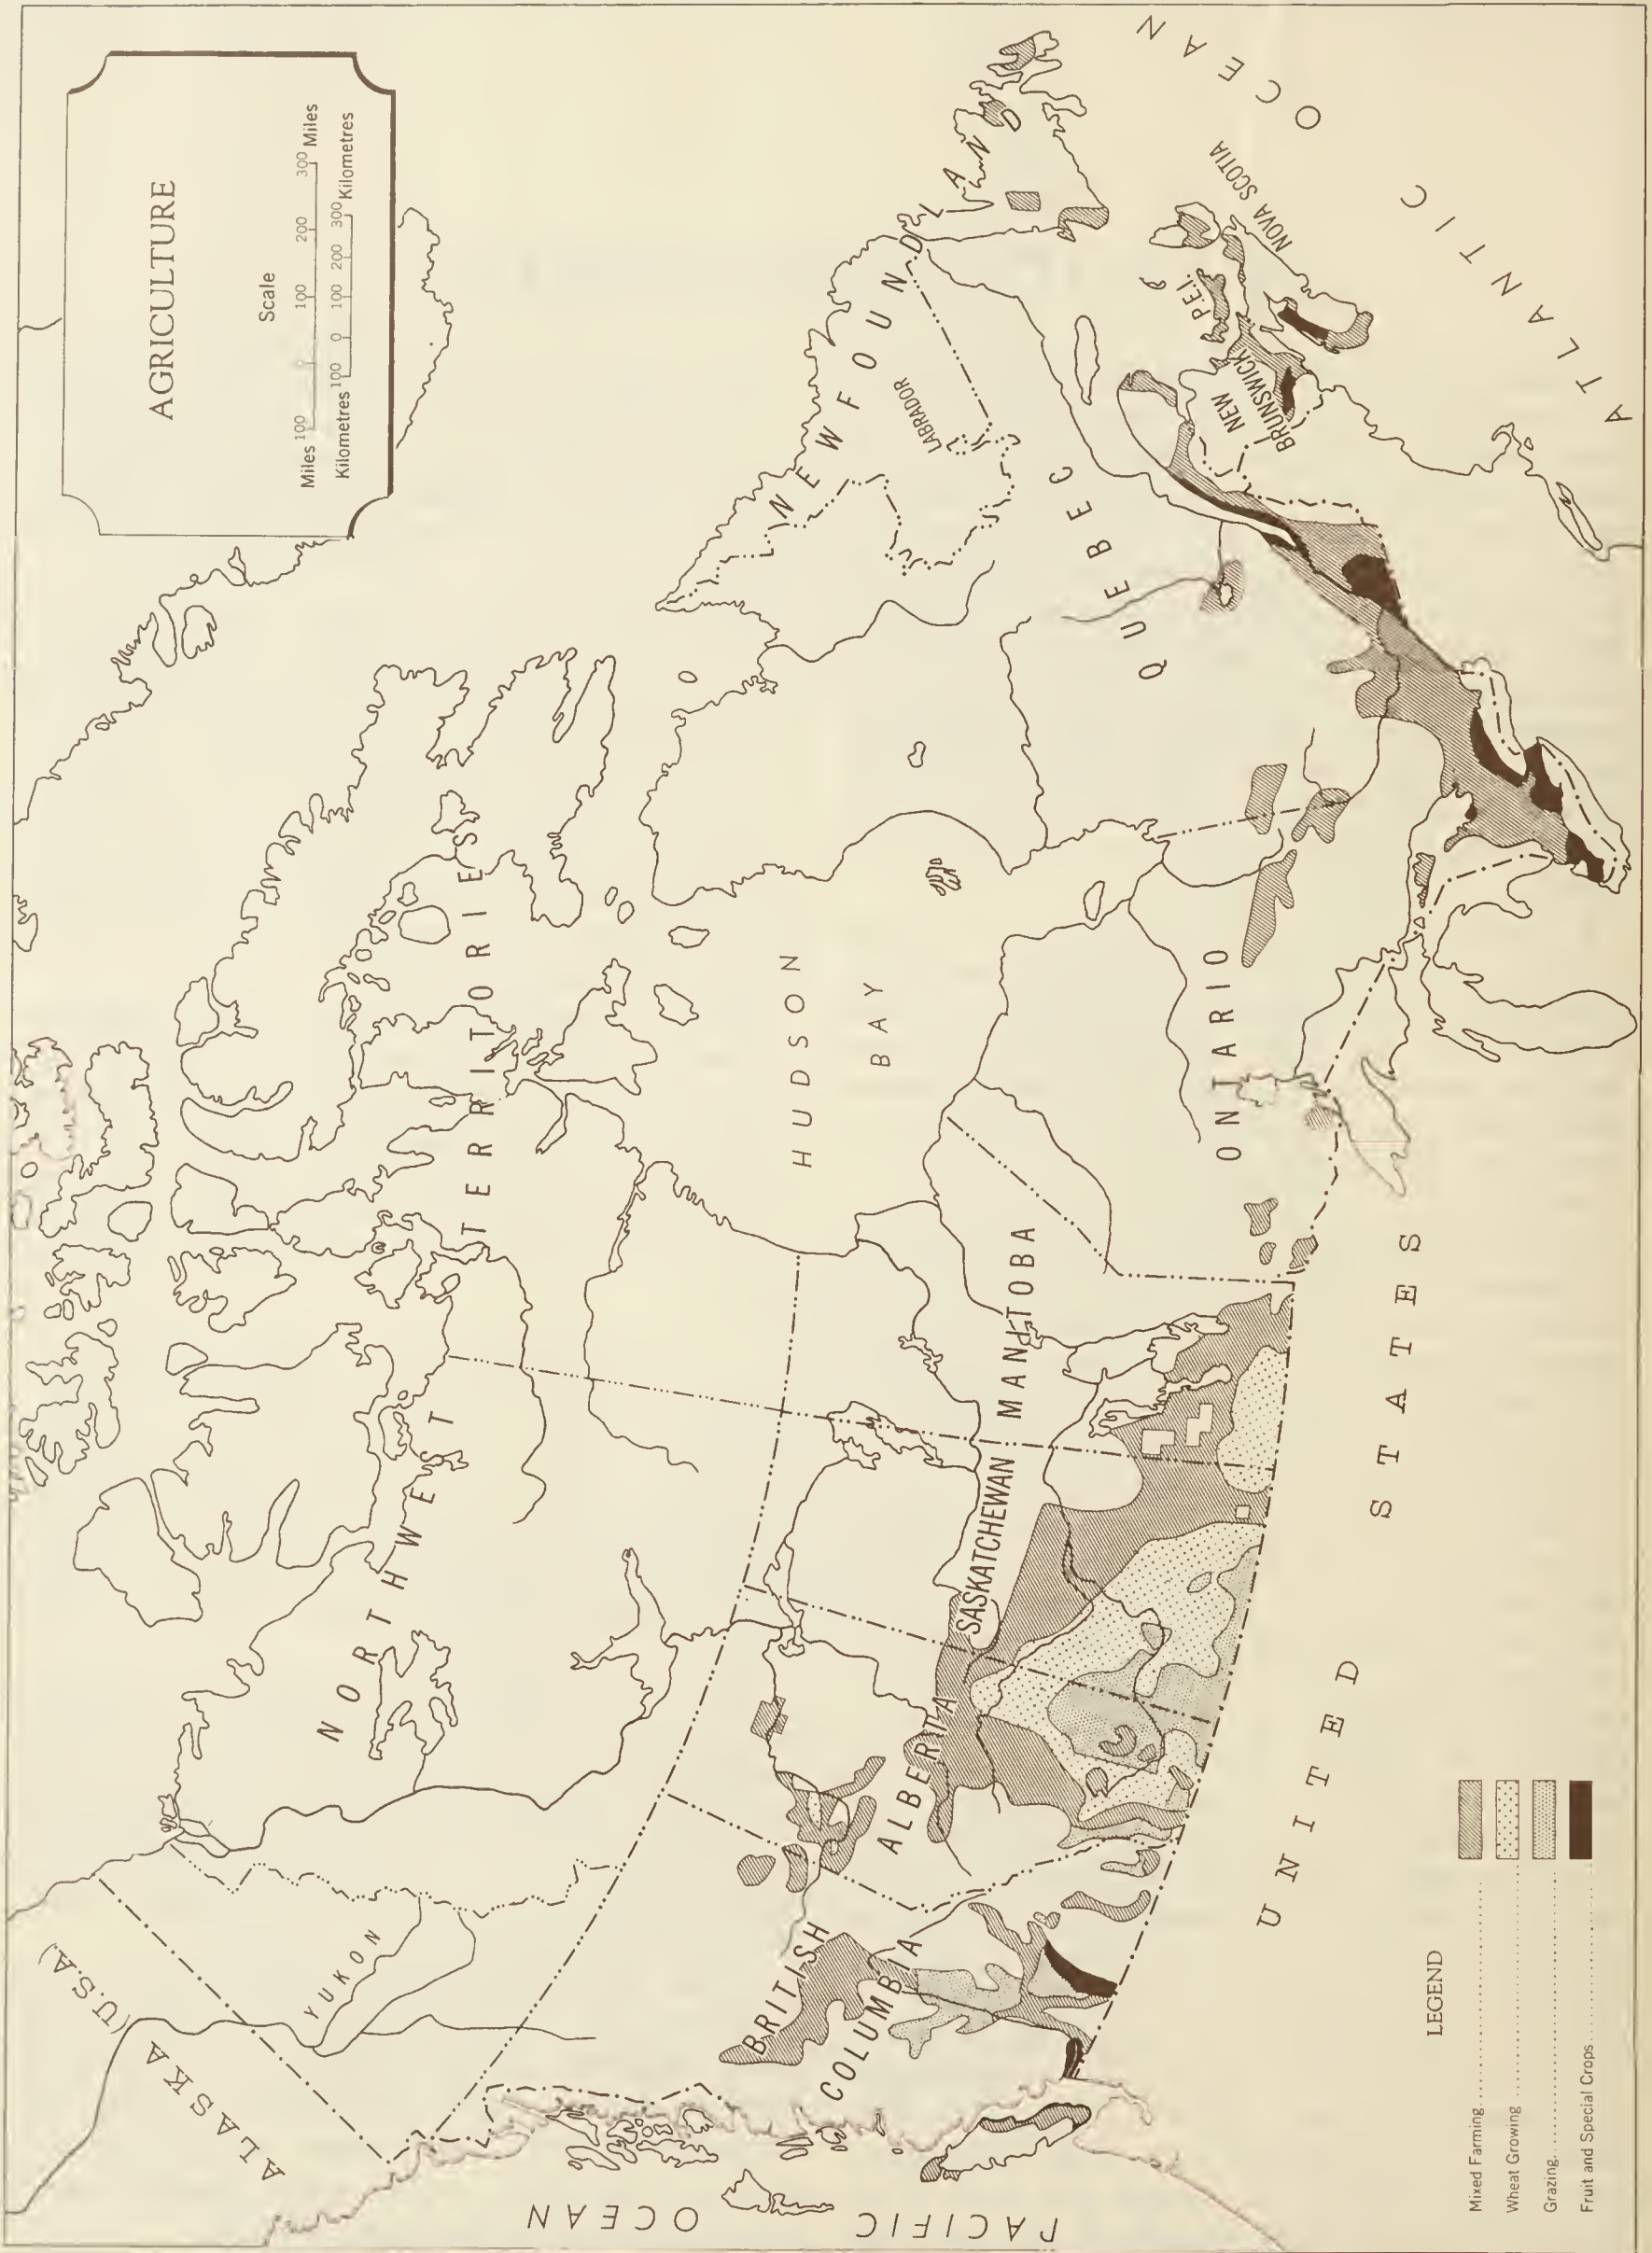 AGRICULTURE
Scale
Miles 100 0 100 200 300 Miles
Kilometres 100 0 100 200 300 Kilometres
ALASKA
(U.S.A.)
YUKON
NORTHWEST TERRITORIES
HUDSON
BAY
NEWFOUNDLAND
LABRADOR
BRITISH
COLUMBIA
ALBERTA
SASKATCHEWAN
MANITOBA
ONTARIO
QUEBEC
NEW
BRUNSWICK
P.E.I.
NOVA SCOTIA
PACIFIC OCEAN
ATLANTIC OCEAN
UNITED STATES
LEGEND
Mixed Farming
Wheat Growing
Grazing
Fruit and Special Crops